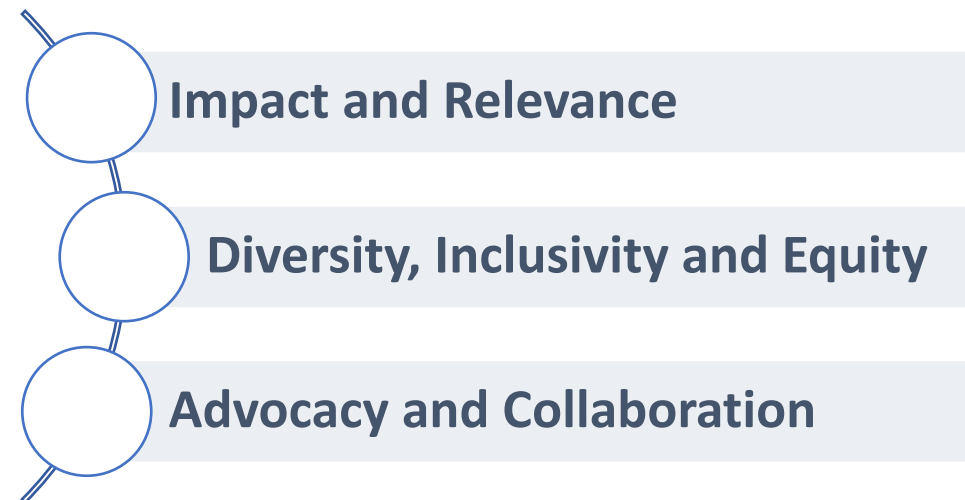 Impact and Relevance
Diversity, Inclusivity and Equity
Advocacy and Collaboration